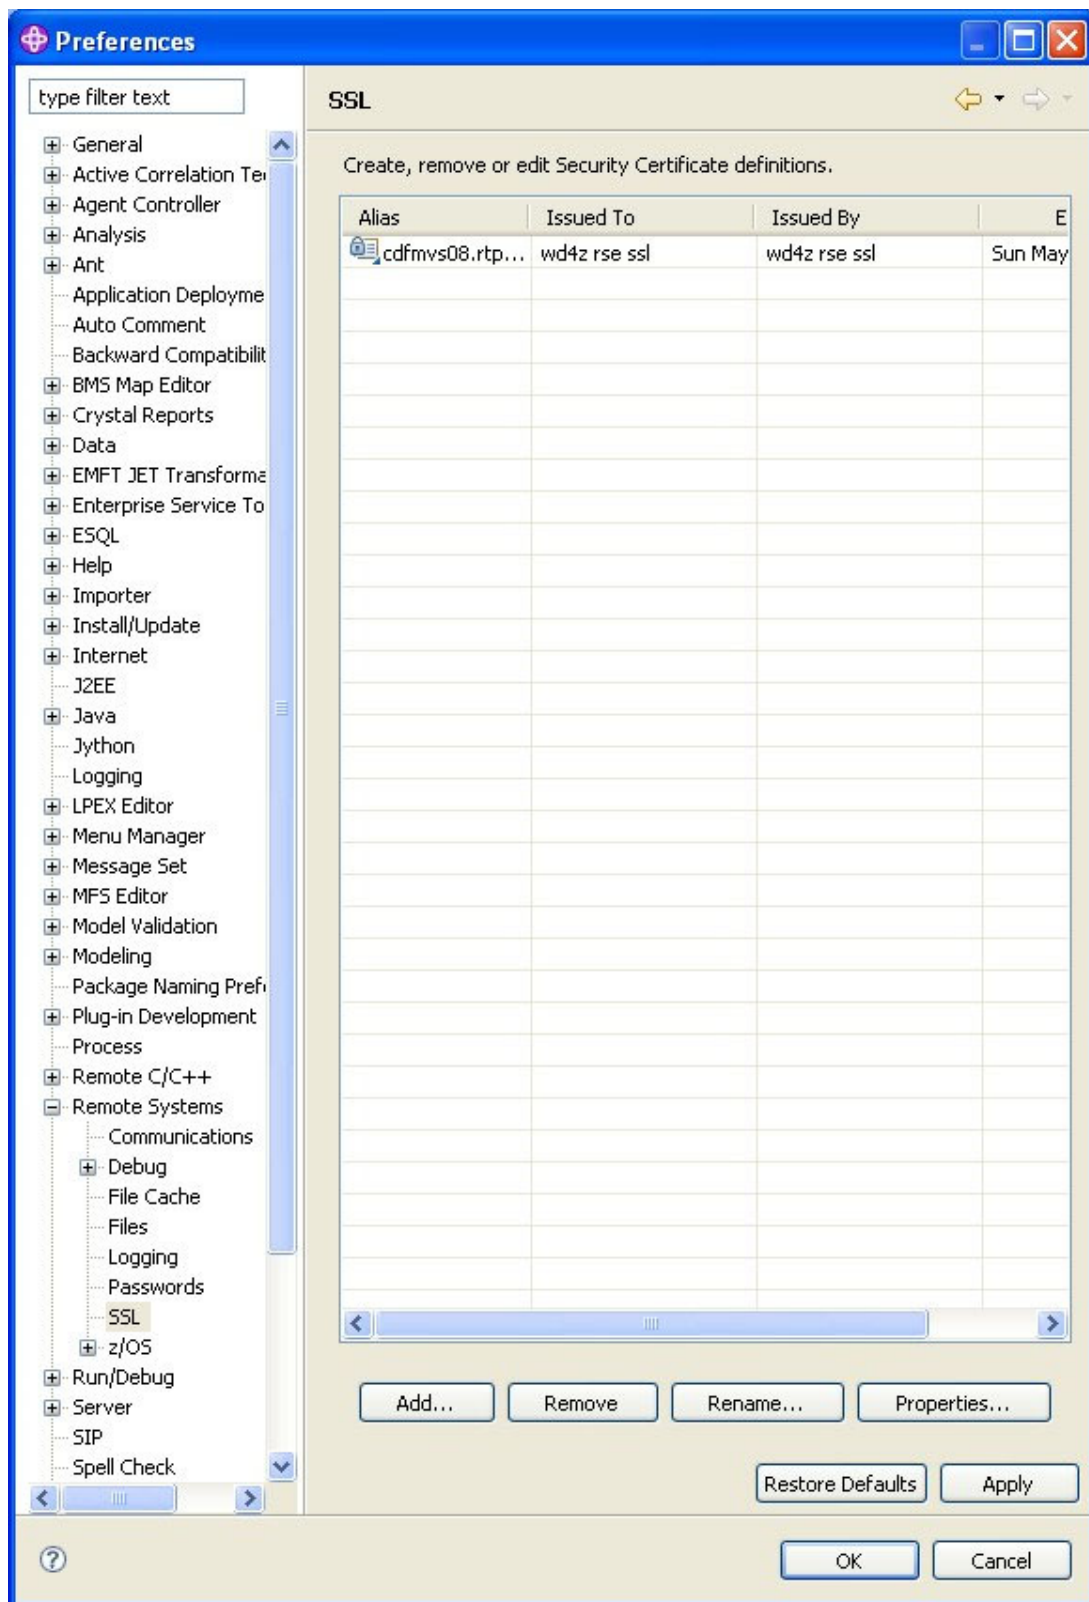 Preferences
type filter text
General
Active Correlation Te
Agent Controller
Analysis
Ant
Application Deployme
Auto Comment
Backward Compatibilit
BMS Map Editor
Crystal Reports
Data
EMFT JET Transforma
Enterprise Service To
ESQL
Help
Importer
Install/Update
Internet
J2EE
Java
Jython
Logging
LPEX Editor
Menu Manager
Message Set
MFS Editor
Model Validation
Modeling
Package Naming Pref
Plug-in Development
Process
Remote C/C++
Remote Systems
Communications
Debug
File Cache
Files
Logging
Passwords
SSL
z/OS
Run/Debug
Server
SIP
Spell Check
SSL
Create, remove or edit Security Certificate definitions.
Alias Issued To Issued By E
cdfmvs08.rtp... wd4z rse ssl wd4z rse ssl Sun May
Add... Remove Rename... Properties...
Restore Defaults Apply
? OK Cancel